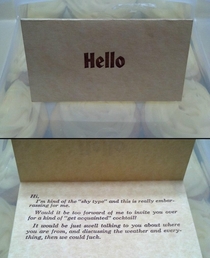 Hello
Hi,
I'm kind of the "shy type" and this is really embar-
rassing for me.
Would it be too forward of me to invite you over
for a kind of "get acquainted" cocktail?
It would be just swell talking to you about where
you are from, and discussing the weather and every-
thing, then we could fuck.